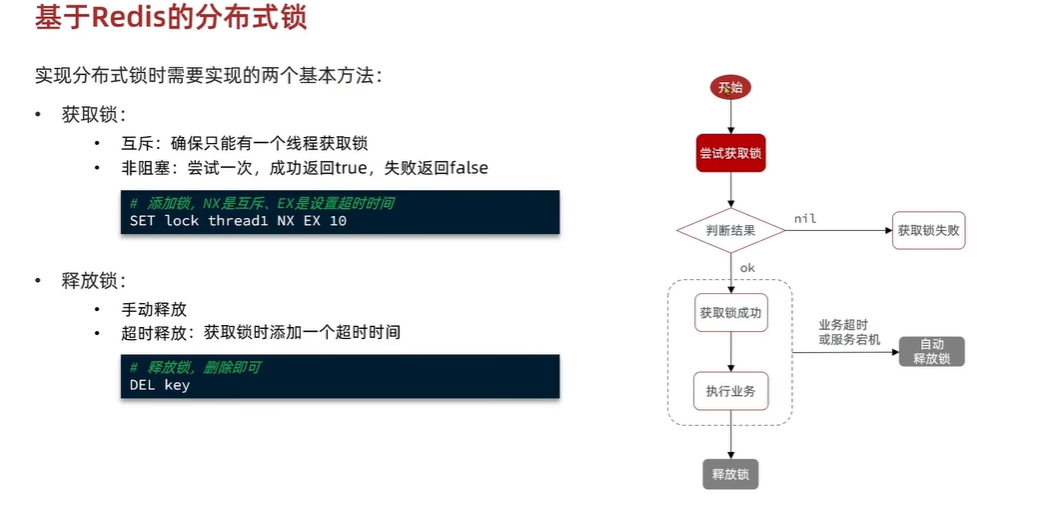 基于Redis的分布式锁
实现分布式锁时需要实现的两个基本方法：
• 获取锁：
• 互斥：确保只能有一个线程获取锁
• 非阻塞：尝试一次，成功返回true，失败返回false
# 添加锁，NX是互斥、EX是设置超时时间
SET lock thread1 NX EX 10
• 释放锁：
• 手动释放
• 超时释放：获取锁时添加一个超时时间
# 释放锁，删除即可
DEL key
开始
尝试获取锁
判断结果
nil
获取锁失败
ok
获取锁成功
业务超时
或服务宕机
自动
释放锁
执行业务
释放锁